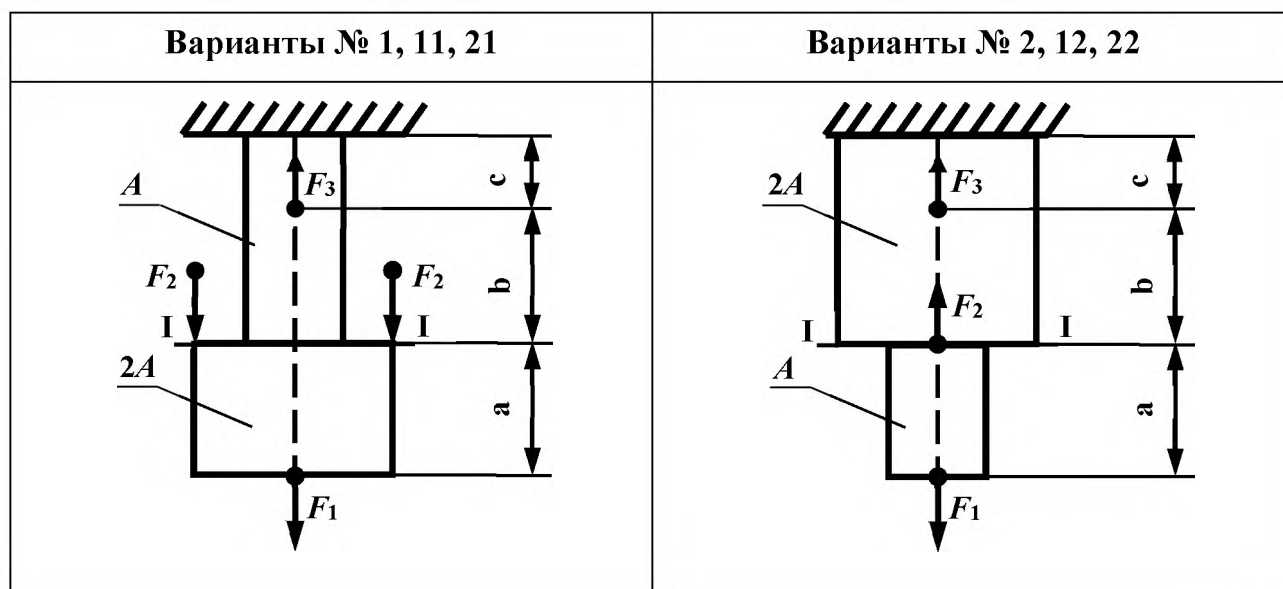 Варианты № 1, 11, 21
Варианты № 2, 12, 22
A
F3
c
F2
F2
b
I
I
2A
a
F1
2A
F3
c
F2
b
I
I
A
a
F1